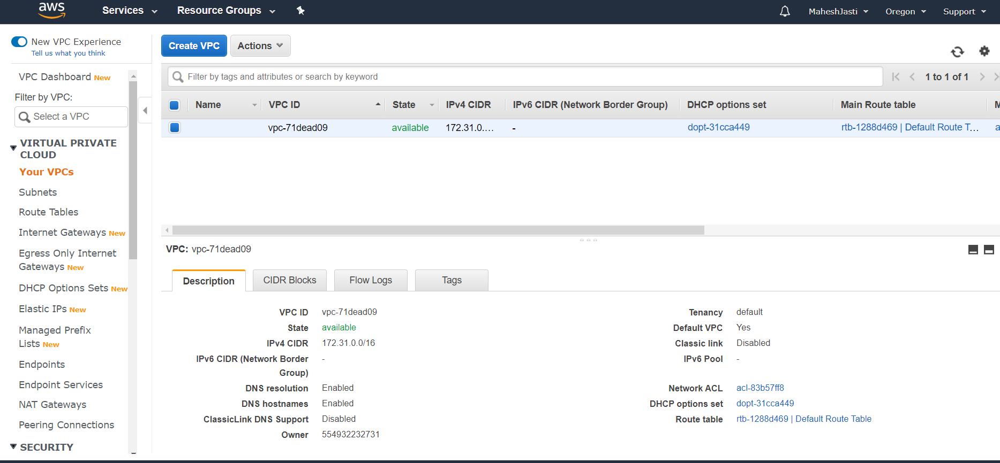 aws Services Resource Groups MaheshJasti Oregon Support
New VPC Experience
Tell us what you think
VPC Dashboard New
Filter by VPC:
Select a VPC
VIRTUAL PRIVATE
CLOUD
Your VPCs
Subnets
Route Tables
Internet Gateways New
Egress Only Internet
Gateways New
DHCP Options Sets New
Elastic IPs New
Managed Prefix
Lists New
Endpoints
Endpoint Services
NAT Gateways
Peering Connections
SECURITY
Create VPC Actions
Filter by tags and attributes or search by keyword 1 to 1 of 1
Name VPC ID State IPv4 CIDR IPv6 CIDR (Network Border Group) DHCP options set Main Route table
vpc-71dead09 available 172.31.0.... - dopt-31cca449 rtb-1288d469 | Default Route T...
VPC: vpc-71dead09
Description CIDR Blocks Flow Logs Tags
VPC ID vpc-71dead09 Tenancy default
State available Default VPC Yes
IPv4 CIDR 172.31.0.0/16 Classic link Disabled
IPv6 CIDR (Network Border - IPv6 Pool -
Group)
DNS resolution Enabled Network ACL acl-83b57ff8
DNS hostnames Enabled DHCP options set dopt-31cca449
ClassicLink DNS Support Disabled Route table rtb-1288d469 | Default Route Table
Owner 554932232731